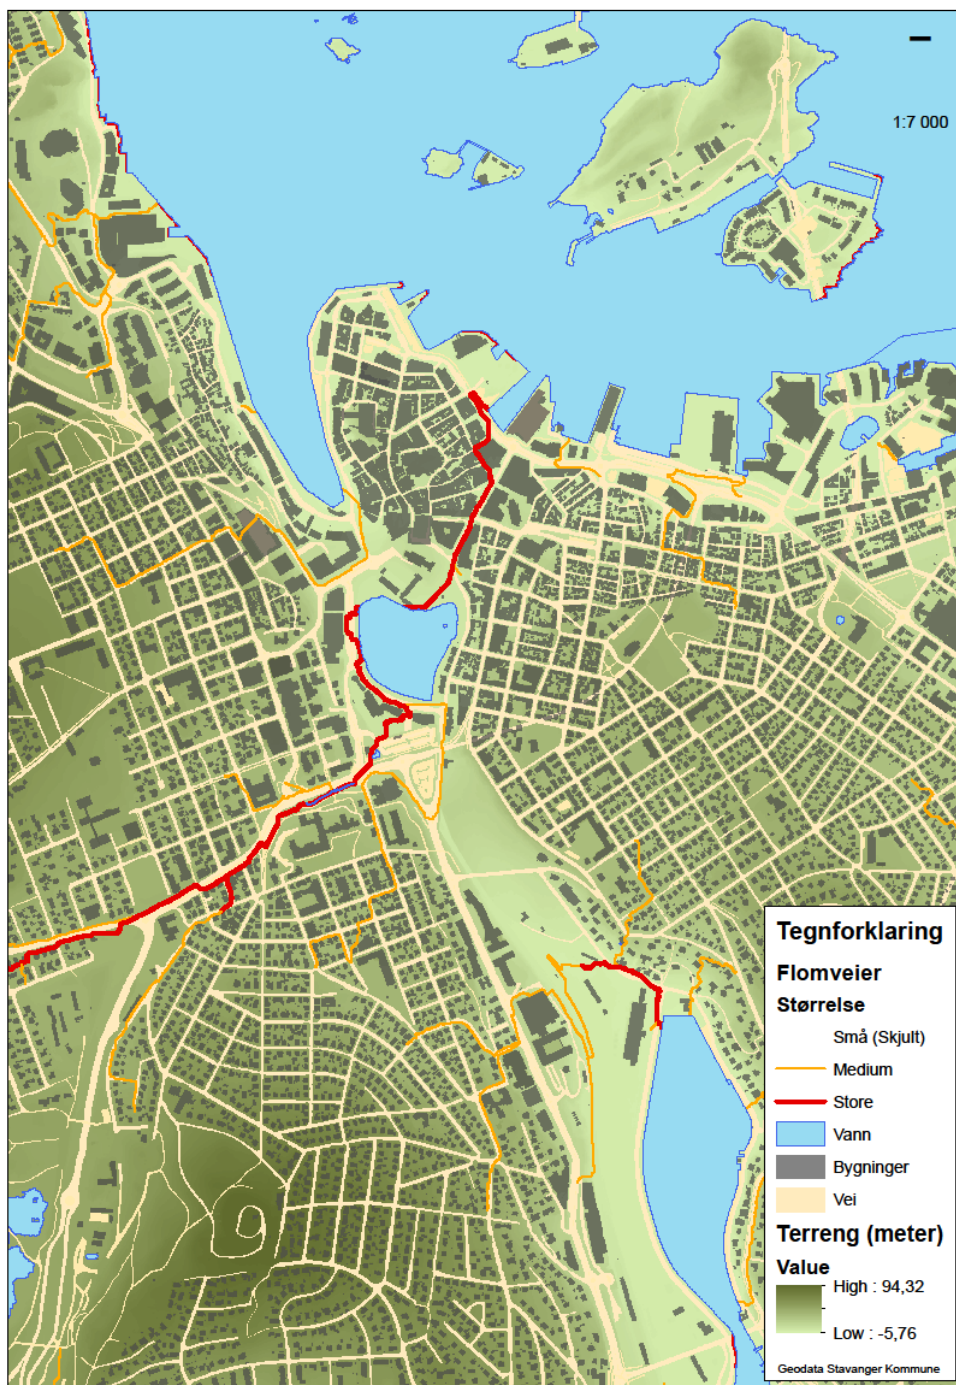 1:7 000
Tegnforklaring
Flomveier
Størrelse
Små (Skjult)
Medium
Store
Vann
Bygninger
Vei
Terreng (meter)
Value
High : 94,32
Low : -5,76
Geodata Stavanger Kommune